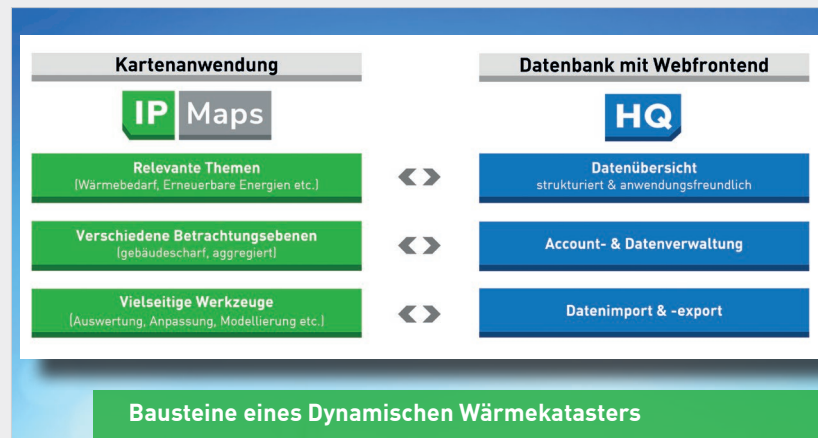 Kartenanwendung
IP Maps
Relevante Themen
(Wärmebedarf, Erneuerbare Energien etc.)
Verschiedene Betrachtungsebenen
(gebäudescharf, aggregiert)
Vielseitige Werkzeuge
(Auswertung, Anpassung, Modellierung etc.)
Datenbank mit Webfrontend
HQ
Datenübersicht
strukturiert & anwendungsfreundlich
Account- & Datenverwaltung
Datenimport & -export
Bausteine eines Dynamischen Wärmekatasters